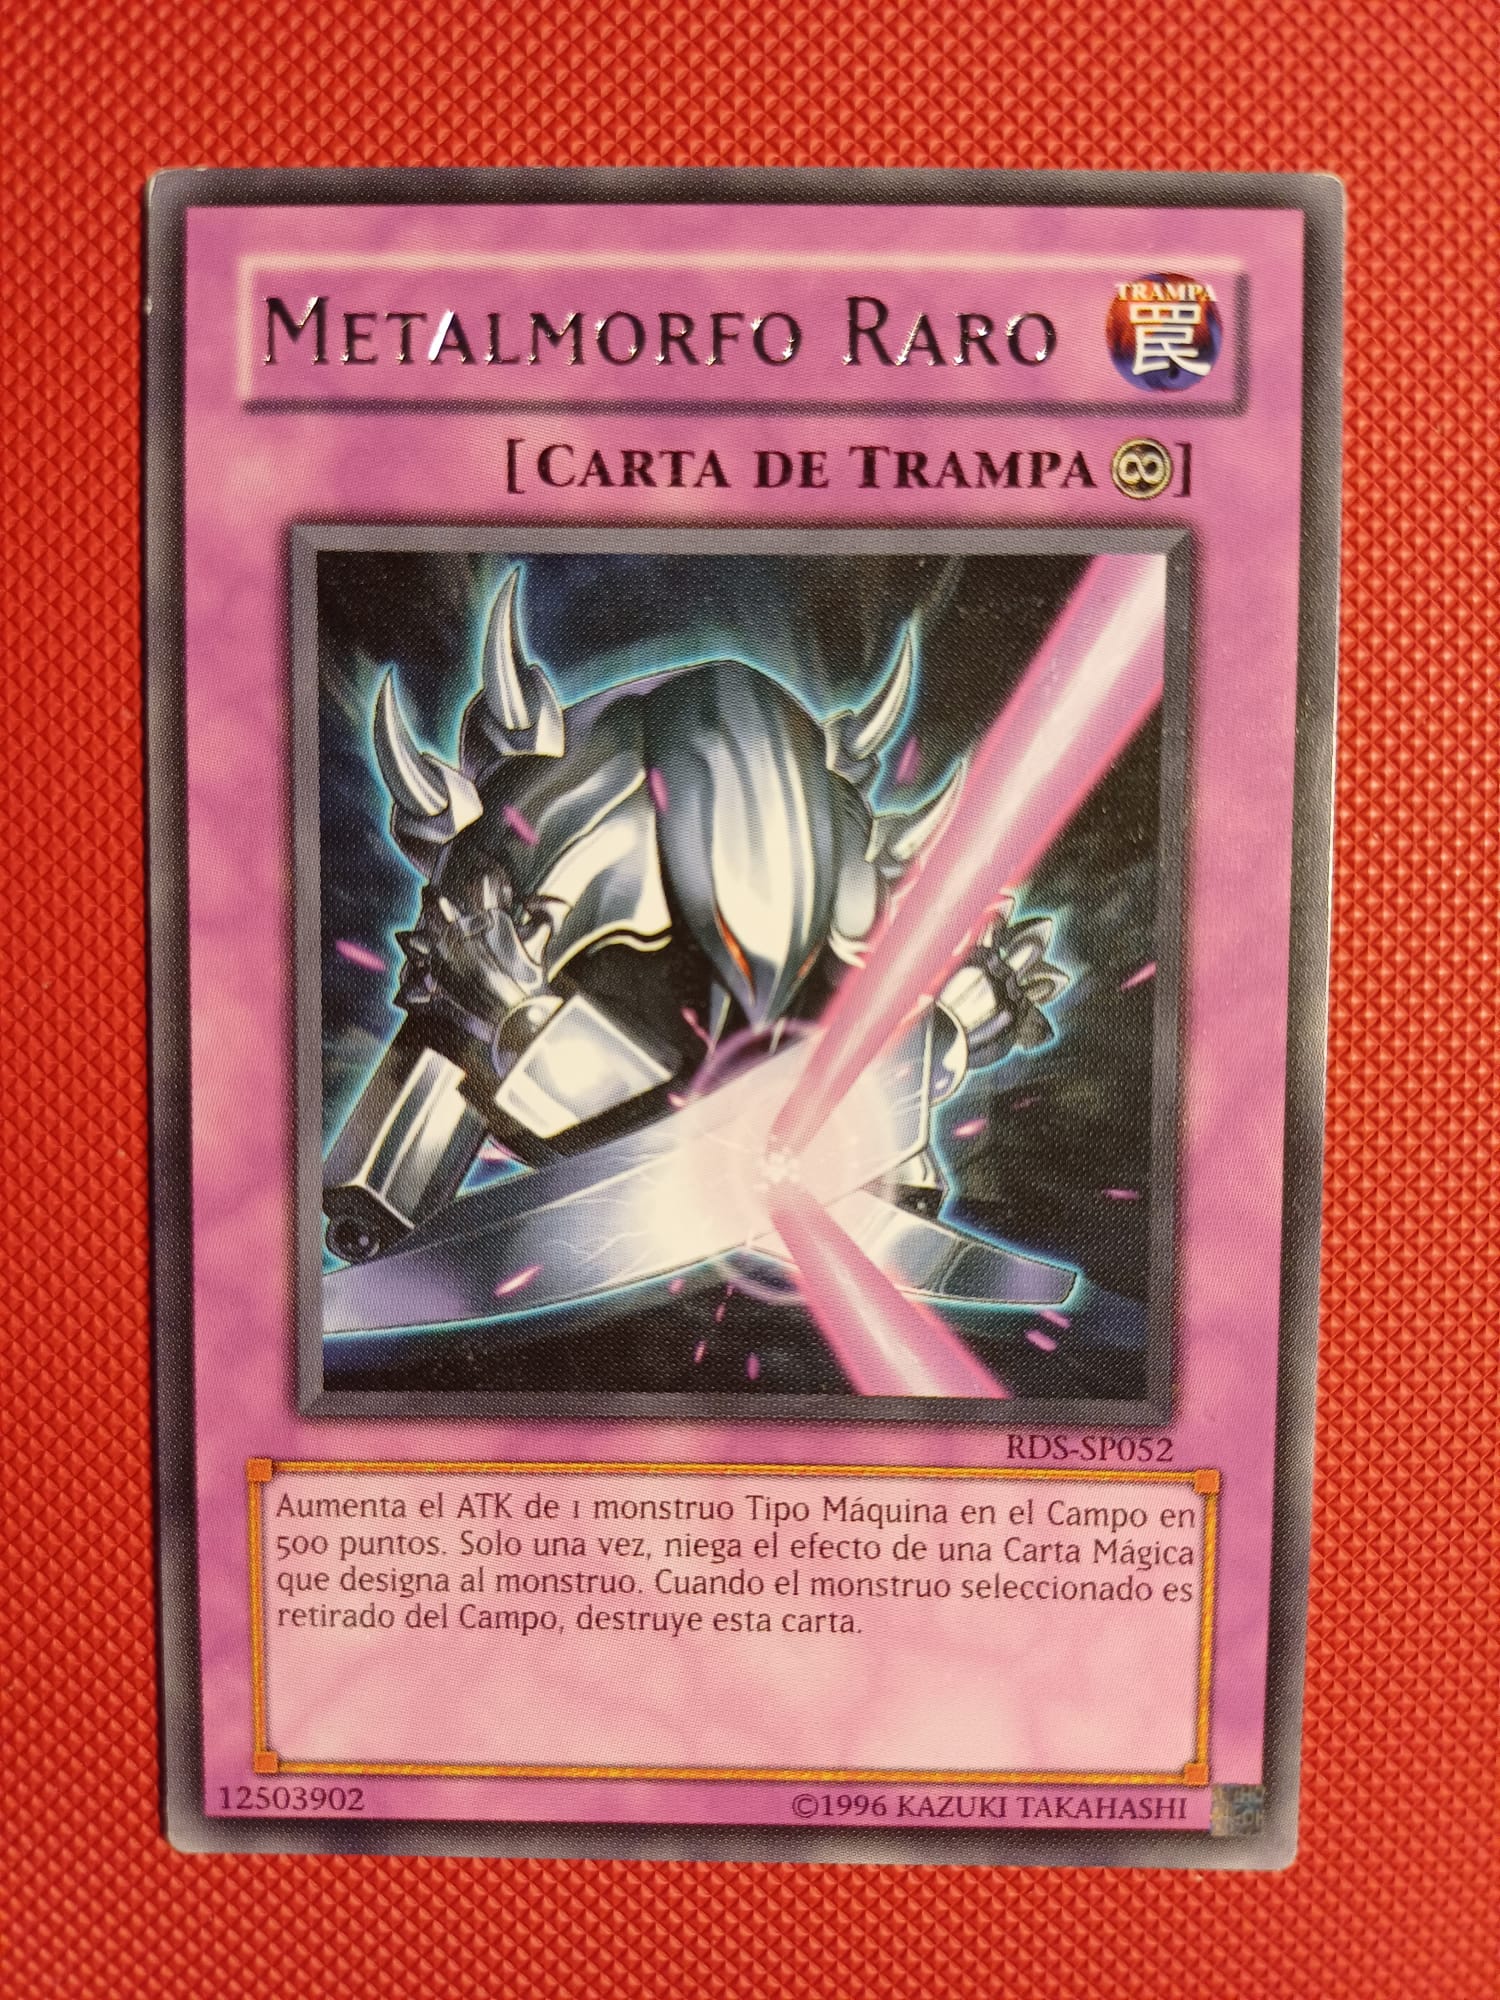 METALMORFO RARO
TRAMPA
罠
[CARTA DE TRAMPA ∞]
RDS-SP052
Aumenta el ATK de 1 monstruo Tipo Máquina en el Campo en
500 puntos. Solo una vez, niega el efecto de una Carta Mágica
que designa al monstruo. Cuando el monstruo seleccionado es
retirado del Campo, destruye esta carta.
12503902
©1996 KAZUKI TAKAHASHI